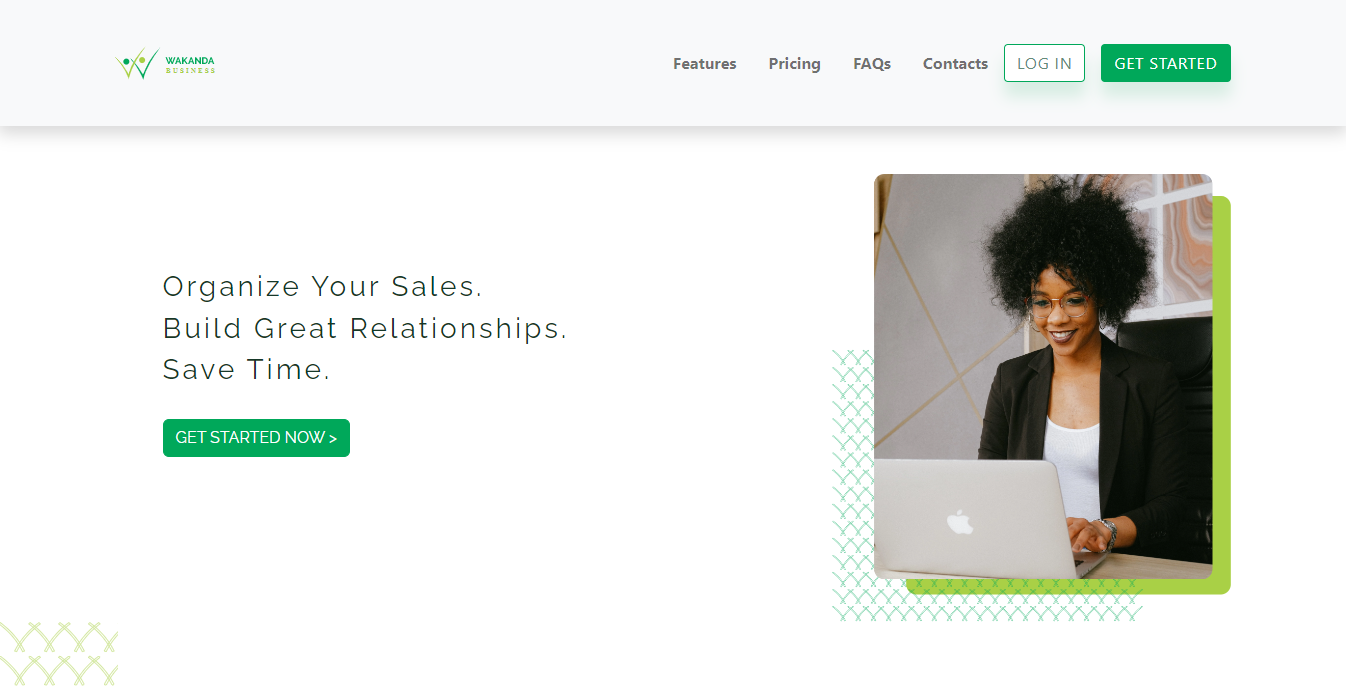 WAKANDA
BUSINESS
Features
Pricing
FAQs
Contacts
LOG IN
GET STARTED
Organize Your Sales.
Build Great Relationships.
Save Time.
GET STARTED NOW >